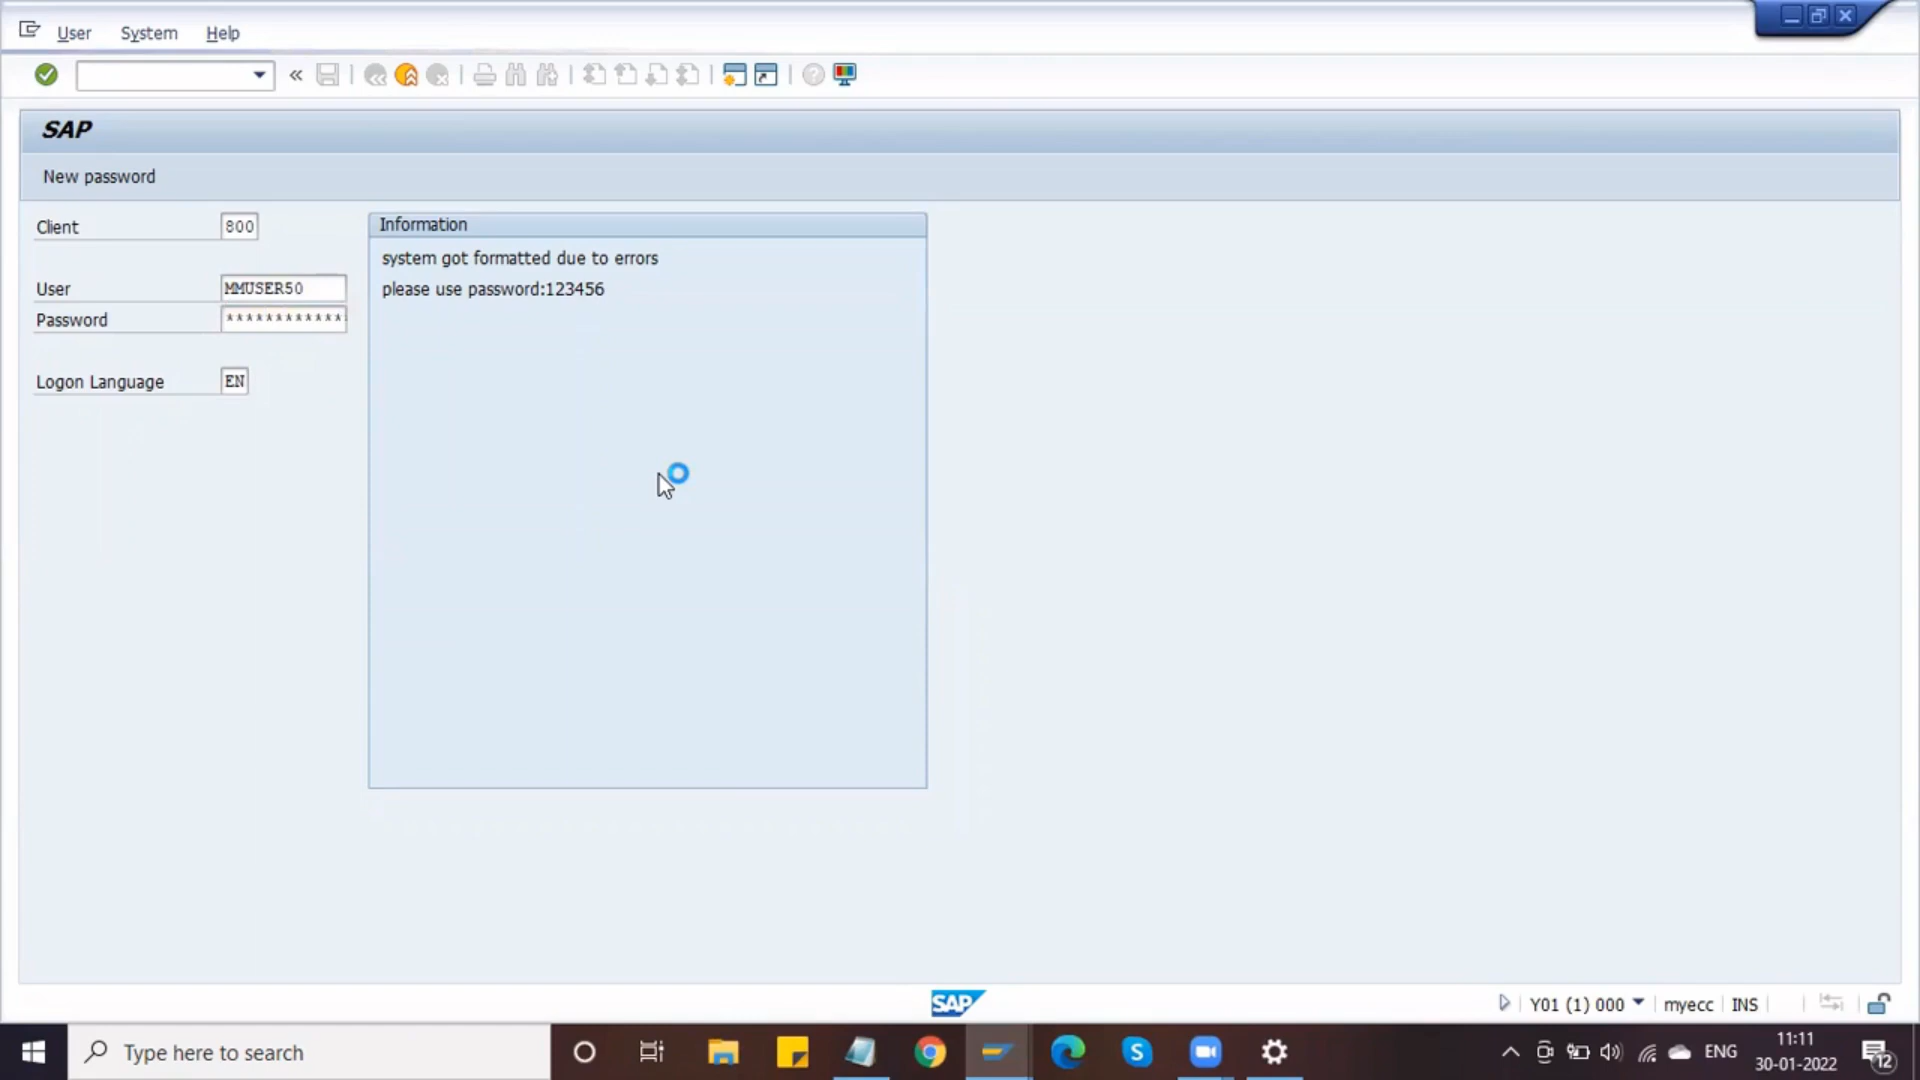 User System Help
SAP
New password
Client 800
Information
system got formatted due to errors
please use password:123456
User MMUSER50
Password ************
Logon Language EN
SAP
Y01 (1) 000 myecc INS
Type here to search
ENG
11:11
30-01-2022
12